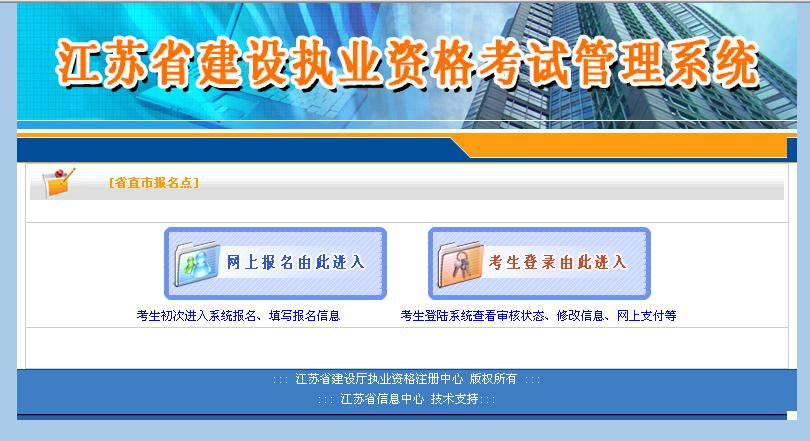 江苏省建设执业资格考试管理系统
[省直市报名点]
网上报名由此进入
考生登录由此进入
考生初次进入系统报名、填写报名信息
考生登陆系统查看审核状态、修改信息、网上支付等
::: 江苏省建设厅执业资格注册中心 版权所有 :::
::: 江苏省信息中心 技术支持:::